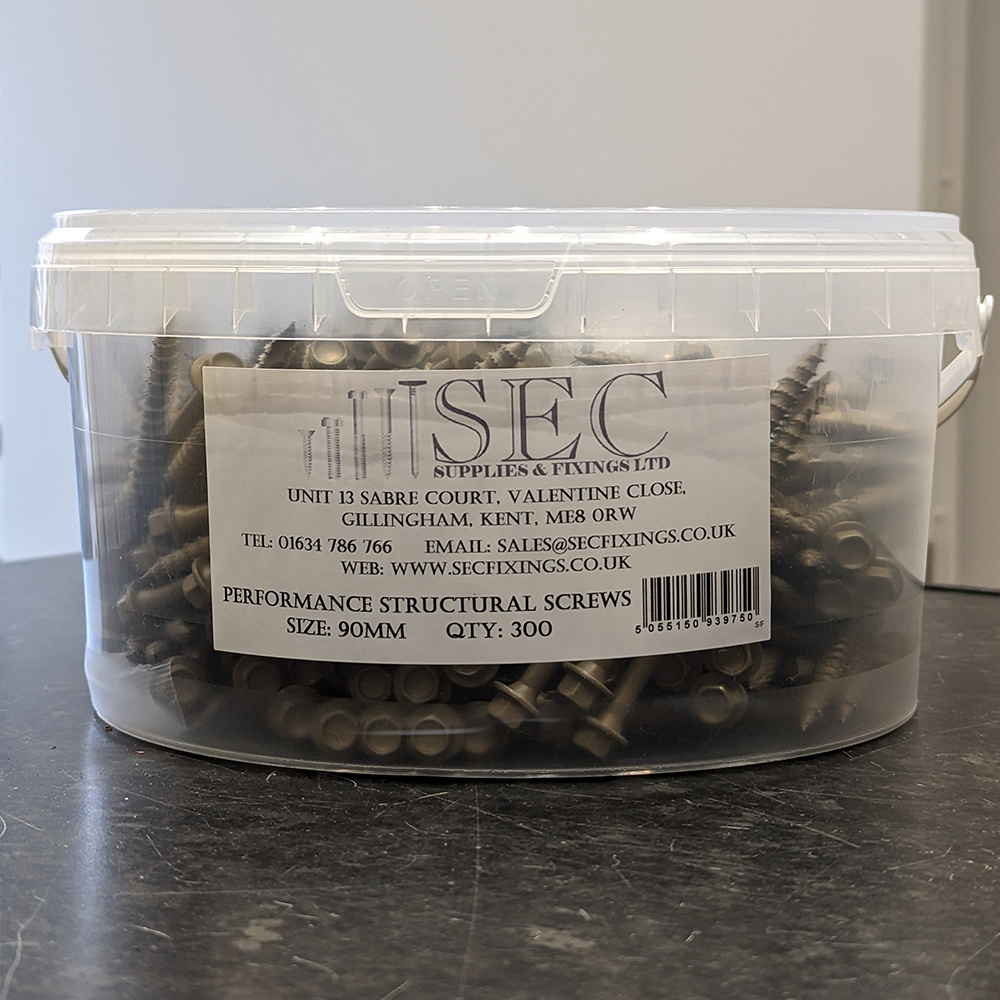 OPEN
SEC
SUPPLIES & FIXINGS LTD
UNIT 13 SABRE COURT, VALENTINE CLOSE,
GILLINGHAM, KENT, ME8 0RW
TEL: 01634 786 766 EMAIL: SALES@SECFIXINGS.CO.UK
WEB: WWW.SECFIXINGS.CO.UK
PERFORMANCE STRUCTURAL SCREWS
SIZE: 90MM QTY: 300
5 055150 939750 SF